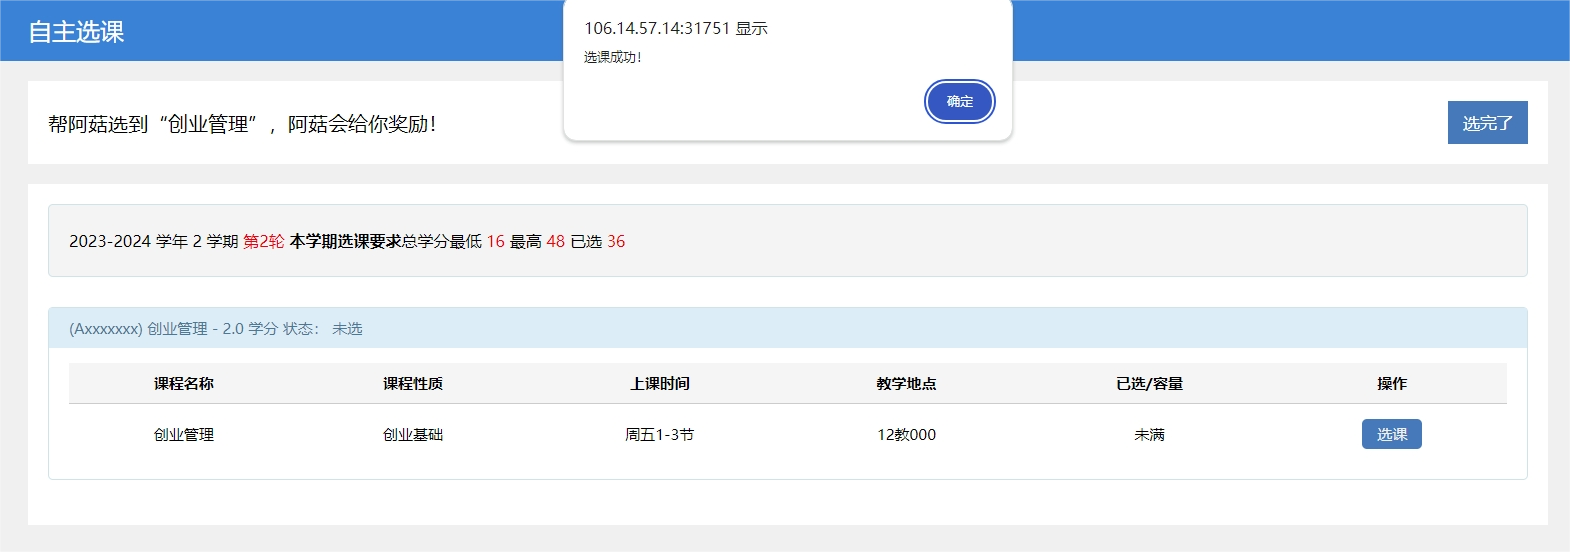 自主选课
106.14.57.14:31751 显示
选课成功!
确定
帮阿菇选到“创业管理”，阿菇会给你奖励！
选完了
2023-2024 学年 2 学期 第2轮 本学期选课要求总学分最低 16 最高 48 已选 36
(Axxxxxxx) 创业管理 - 2.0 学分 状态： 未选
课程名称 课程性质 上课时间 教学地点 已选/容量 操作
创业管理 创业基础 周五1-3节 12教000 未满 选课